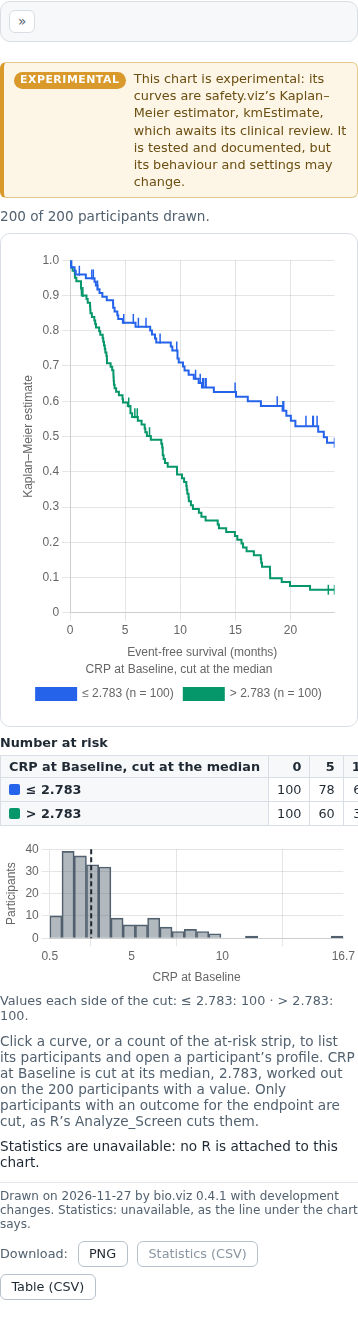 »
EXPERIMENTAL
This chart is experimental: its
curves are safety.viz’s Kaplan–
Meier estimator, kmEstimate,
which awaits its clinical review. It
is tested and documented, but
its behaviour and settings may
change.
200 of 200 participants drawn.
1.0
0.9
0.8
0.7
0.6
0.5
0.4
0.3
0.2
0.1
0
Kaplan–Meier estimate
0 5 10 15 20
Event-free survival (months)
CRP at Baseline, cut at the median
≤ 2.783 (n = 100) > 2.783 (n = 100)
Number at risk
CRP at Baseline, cut at the median 0 5 1
≤ 2.783 100 78 6
> 2.783 100 60 3
40
30
20
10
0
Participants
0.5 5 10 16.7
CRP at Baseline
Values each side of the cut: ≤ 2.783: 100 · > 2.783:
100.
Click a curve, or a count of the at-risk strip, to list
its participants and open a participant’s profile. CRP
at Baseline is cut at its median, 2.783, worked out
on the 200 participants with a value. Only
participants with an outcome for the endpoint are
cut, as R’s Analyze_Screen cuts them.
Statistics are unavailable: no R is attached to this
chart.
Drawn on 2026-11-27 by bio.viz 0.4.1 with development
changes. Statistics: unavailable, as the line under the chart
says.
Download: PNG Statistics (CSV)
Table (CSV)